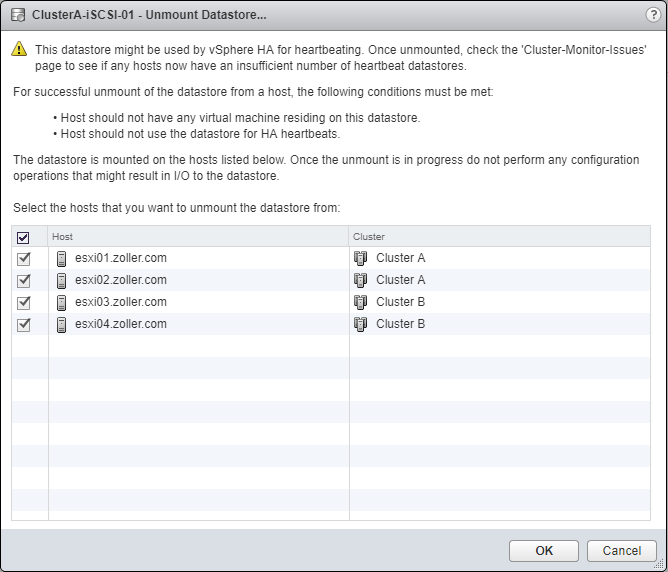 ClusterA-iSCSI-01 - Unmount Datastore...
?
This datastore might be used by vSphere HA for heartbeating. Once unmounted, check the 'Cluster-Monitor-Issues'
page to see if any hosts now have an insufficient number of heartbeat datastores.
For successful unmount of the datastore from a host, the following conditions must be met:
• Host should not have any virtual machine residing on this datastore.
• Host should not use the datastore for HA heartbeats.
The datastore is mounted on the hosts listed below. Once the unmount is in progress do not perform any configuration
operations that might result in I/O to the datastore.
Select the hosts that you want to unmount the datastore from:
Host Cluster
esxi01.zoller.com Cluster A
esxi02.zoller.com Cluster A
esxi03.zoller.com Cluster B
esxi04.zoller.com Cluster B
OK Cancel